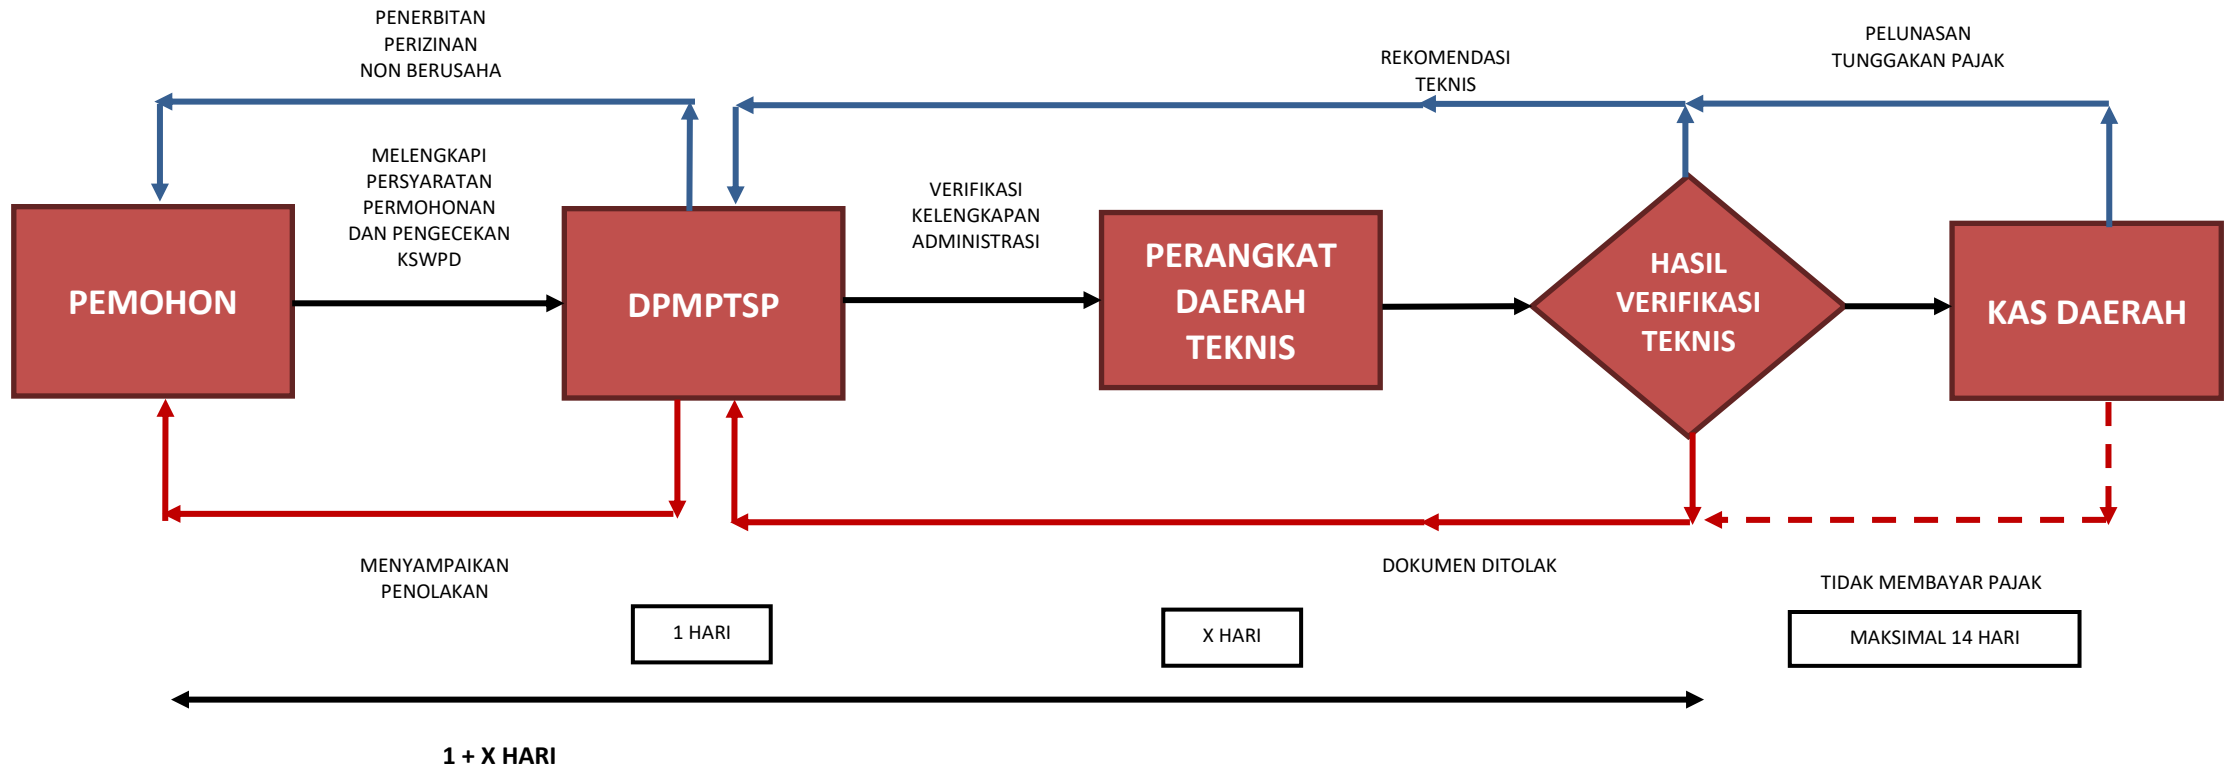 PENERBITAN
PERIZINAN
NON BERUSAHA
REKOMENDASI
TEKNIS
PELUNASAN
TUNGGAKAN PAJAK
MELENGKAPI
PERSYARATAN
PERMOHONAN
DAN PENGECEKAN
KSWPD
VERIFIKASI
KELENGKAPAN
ADMINISTRASI
PEMOHON
DPMPTSP
PERANGKAT
DAERAH
TEKNIS
HASIL
VERIFIKASI
TEKNIS
KAS DAERAH
MENYAMPAIKAN
PENOLAKAN
DOKUMEN DITOLAK
TIDAK MEMBAYAR PAJAK
1 HARI
X HARI
MAKSIMAL 14 HARI
1 + X HARI